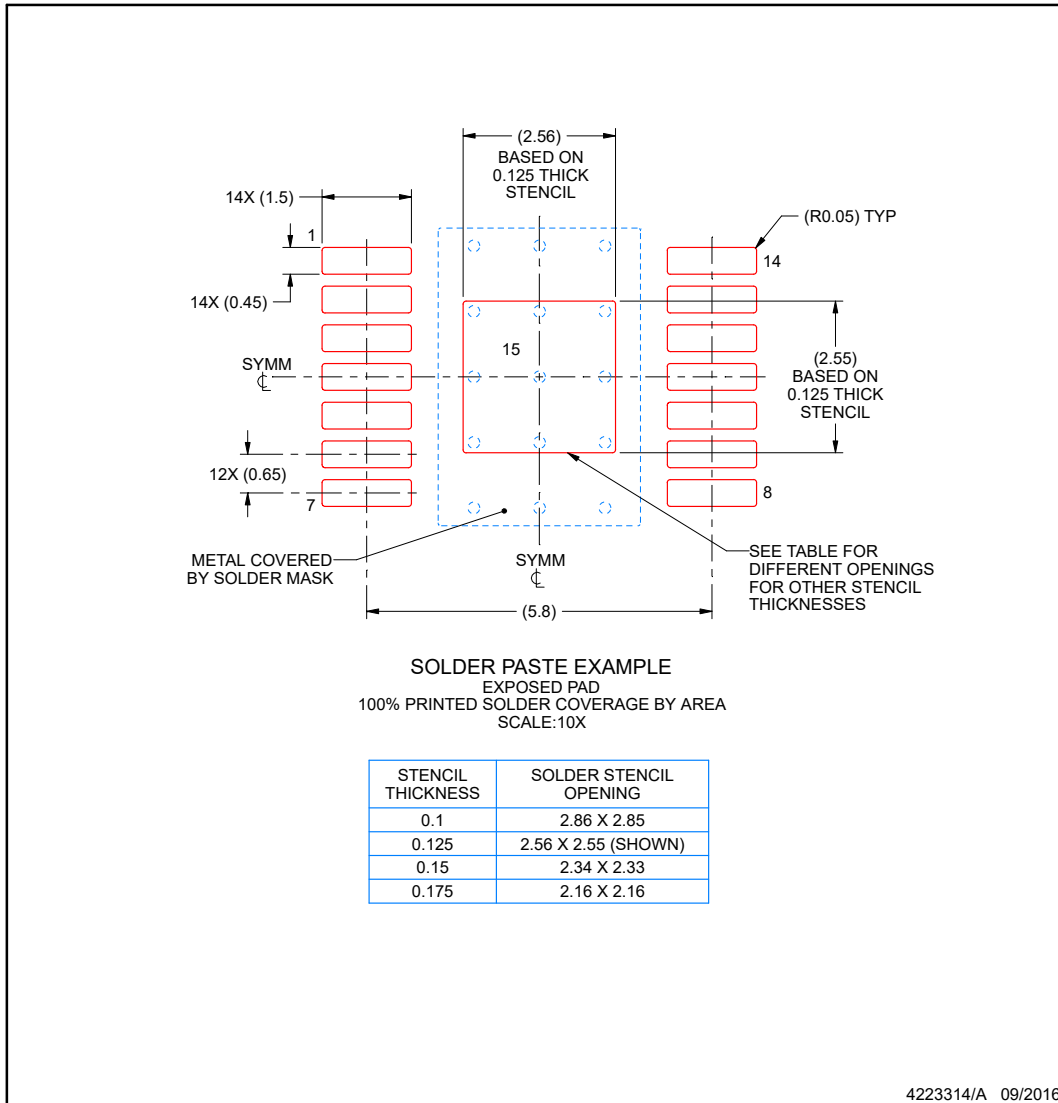 (2.56)
BASED ON
0.125 THICK
STENCIL
14X (1.5)
(R0.05) TYP
1
14
14X (0.45)
15
SYMM
(2.55)
BASED ON
0.125 THICK
STENCIL
12X (0.65)
7
8
METAL COVERED
BY SOLDER MASK
SYMM
SEE TABLE FOR
DIFFERENT OPENINGS
FOR OTHER STENCIL
THICKNESSES
(5.8)
SOLDER PASTE EXAMPLE
EXPOSED PAD
100% PRINTED SOLDER COVERAGE BY AREA
SCALE:10X
STENCIL
THICKNESS
SOLDER STENCIL
OPENING
0.1
2.86 X 2.85
0.125
2.56 X 2.55 (SHOWN)
0.15
2.34 X 2.33
0.175
2.16 X 2.16
4223314/A 09/2016